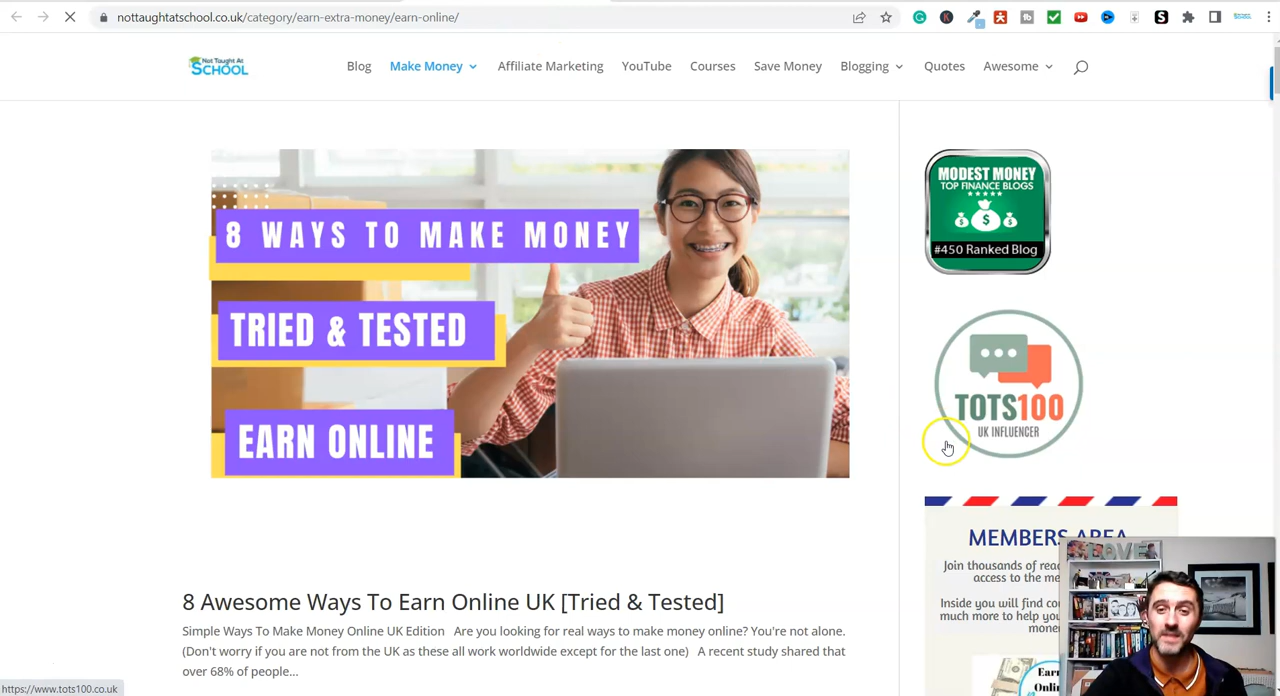 nottaughtatschool.co.uk/category/earn-extra-money/earn-online/
Not Taught At
SCHOOL
Blog
Make Money
Affiliate Marketing
YouTube
Courses
Save Money
Blogging
Quotes
Awesome
8 WAYS TO MAKE MONEY
TRIED & TESTED
EARN ONLINE
MODEST MONEY
TOP FINANCE BLOGS
$
#450 Ranked Blog
TOTS100
UK INFLUENCER
MEMBERS AREA
Join thousands of rea
access to the me
Inside you will find co
much more to help you
mone
Ea
Onli
8 Awesome Ways To Earn Online UK [Tried & Tested]
Simple Ways To Make Money Online UK Edition Are you looking for real ways to make money online? You're not alone.
(Don't worry if you are not from the UK as these all work worldwide except for the last one) A recent study shared that
over 68% of people...
https://www.tots100.co.uk